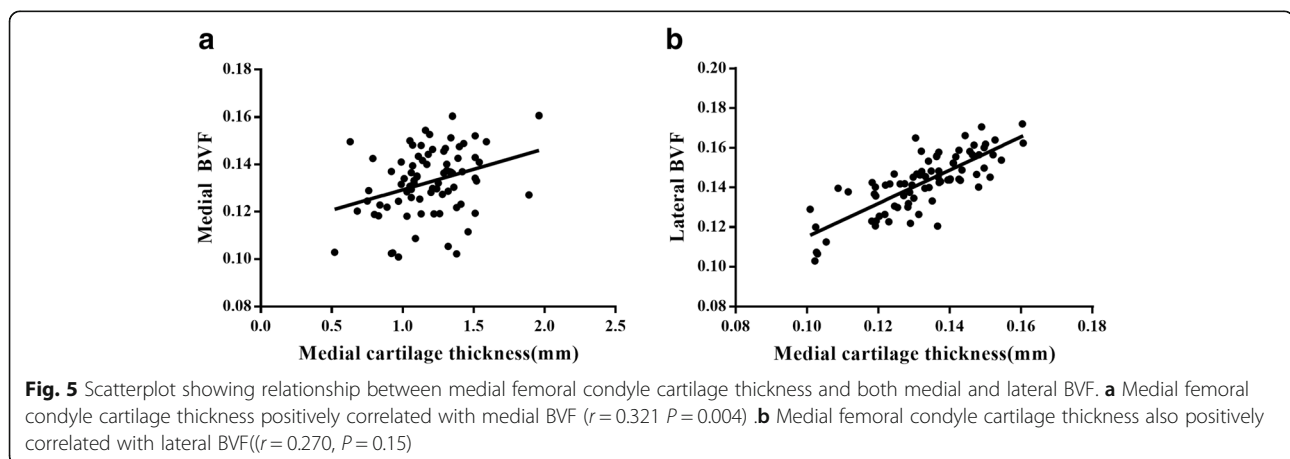 a
b
0.18
0.16
0.14
0.12
0.10
0.08
Medial BVF
0.0 0.5 1.0 1.5 2.0 2.5
Medial cartilage thickness(mm)
0.20
0.18
0.16
0.14
0.12
0.10
0.08
Lateral BVF
0.08 0.10 0.12 0.14 0.16 0.18
Medial cartilage thickness(mm)
Fig. 5 Scatterplot showing relationship between medial femoral condyle cartilage thickness and both medial and lateral BVF. a Medial femoral
condyle cartilage thickness positively correlated with medial BVF (r = 0.321 P = 0.004) .b Medial femoral condyle cartilage thickness also positively
correlated with lateral BVF((r = 0.270, P = 0.15)